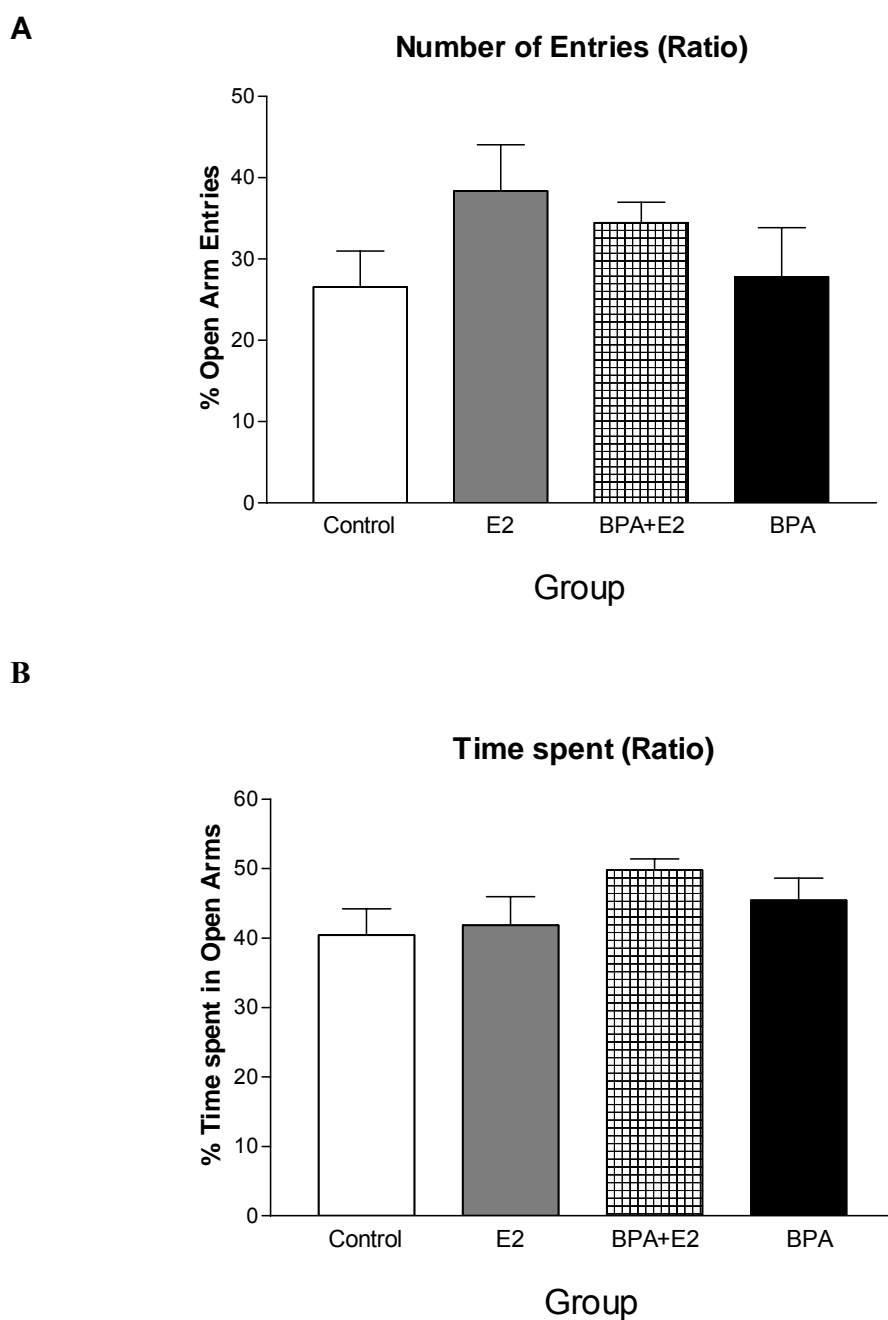 A
Number of Entries (Ratio)
50
40
30
20
10
0
% Open Arm Entries
Control E2 BPA+E2 BPA
Group
B
Time spent (Ratio)
60
50
40
30
20
10
0
% Time spent in Open Arms
Control E2 BPA+E2 BPA
Group